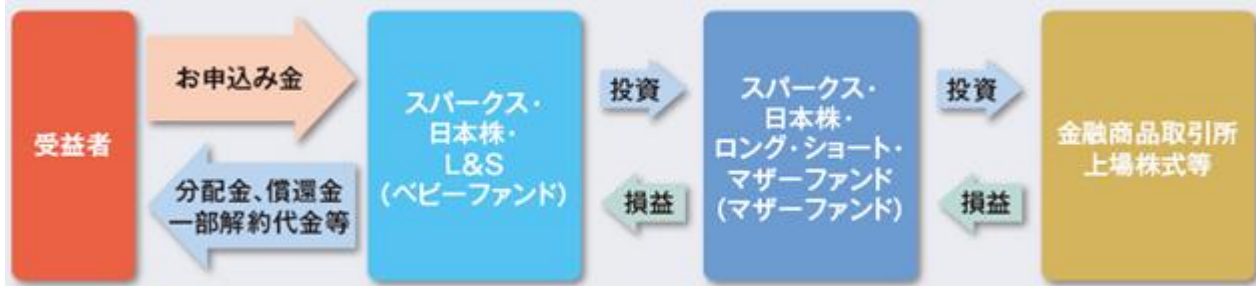 受益者
お申込み金
分配金、償還金
一部解約代金等
スパークス・
日本株・
L&S
(ベビーファンド)
投資
損益
スパークス・
日本株・
ロング・ショート・
マザーファンド
(マザーファンド)
投資
損益
金融商品取引所
上場株式等